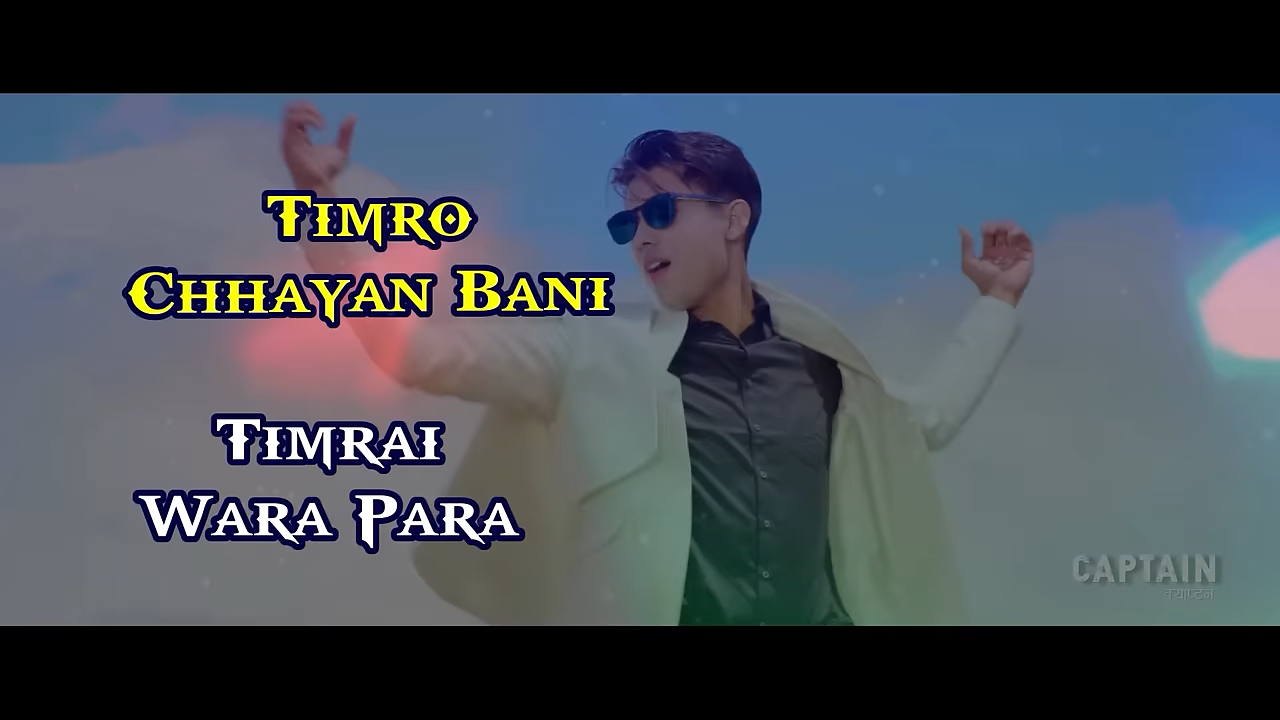 Timro
Chhayan Bani
Timrai
Wara Para
CAPTAIN
क्याप्टेन